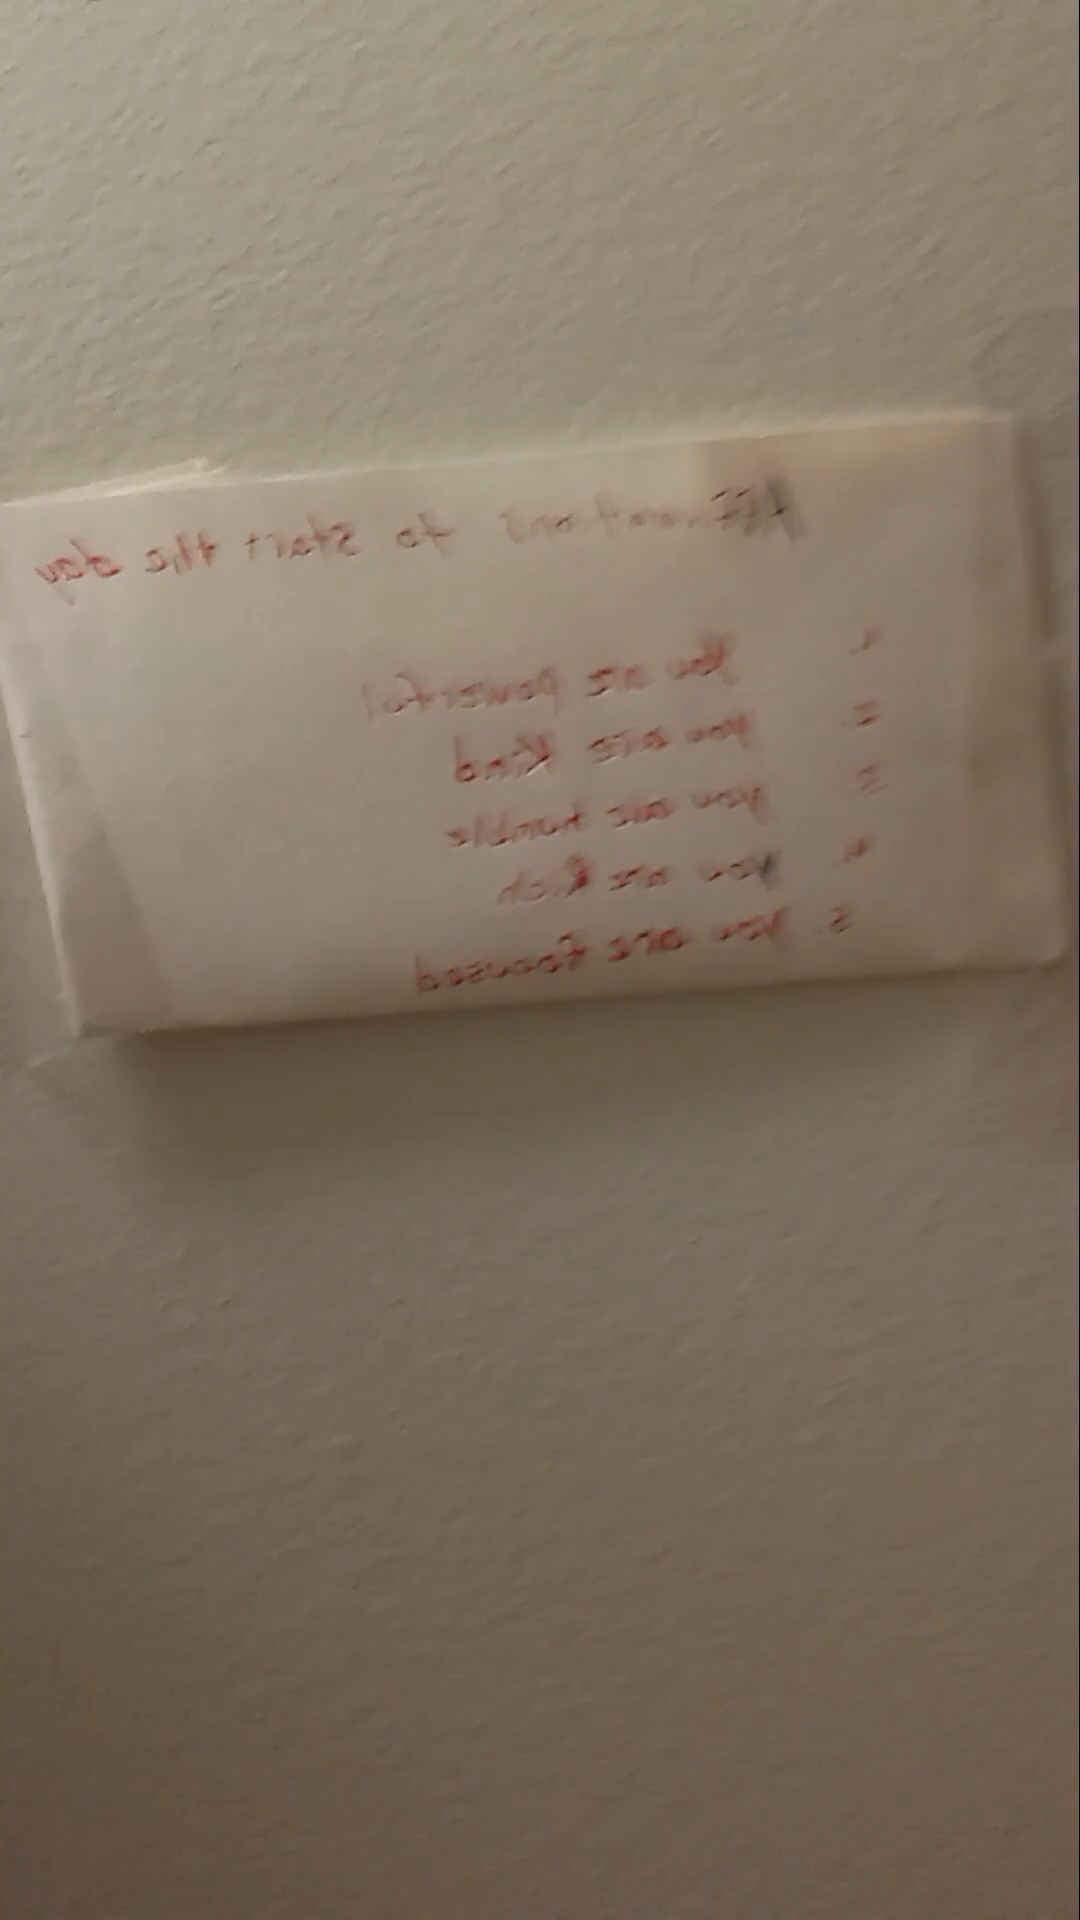 Affirmations to start the day
1. You are powerful
2. you are Kind
3. you are humble
4. you are Rich
5. you are focused